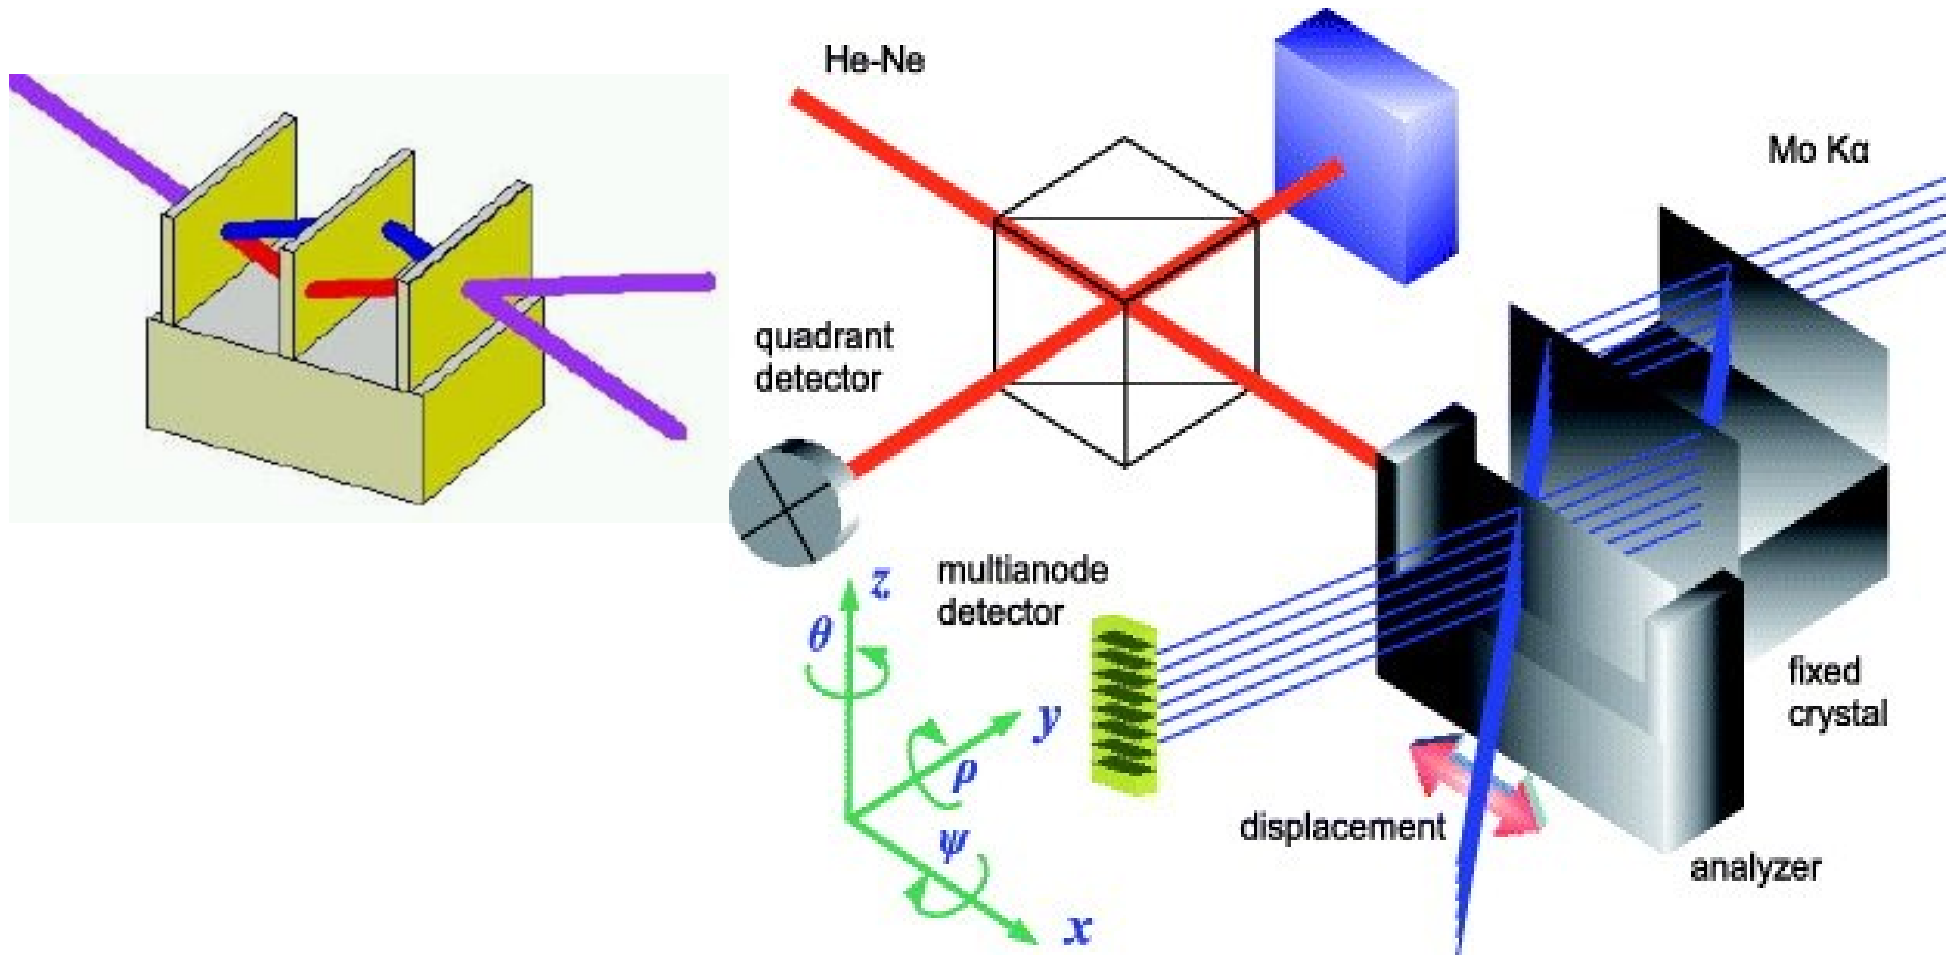 He-Ne
Mo Kα
quadrant
detector
multianode
detector
z
θ
y
ρ
ψ
x
displacement
fixed
crystal
analyzer